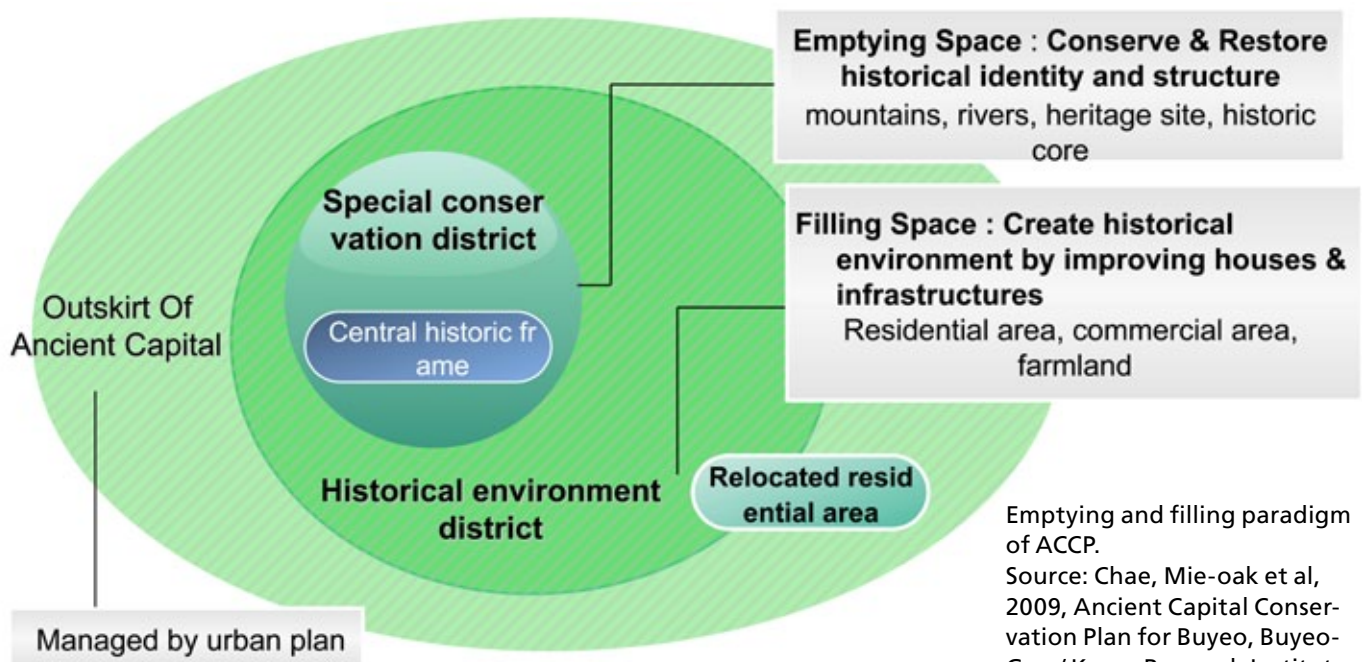 Emptying Space : Conserve & Restore
historical identity and structure
mountains, rivers, heritage site, historic
core
Special conser
vation district
Filling Space : Create historical
environment by improving houses &
infrastructures
Residential area, commercial area,
farmland
Outskirt Of
Ancient Capital
Central historic fr
ame
Historical environment
district
Relocated resid
ential area
Managed by urban plan
Emptying and filling paradigm
of ACCP.
Source: Chae, Mie-oak et al,
2009, Ancient Capital Conser-
vation Plan for Buyeo, Buyeo-